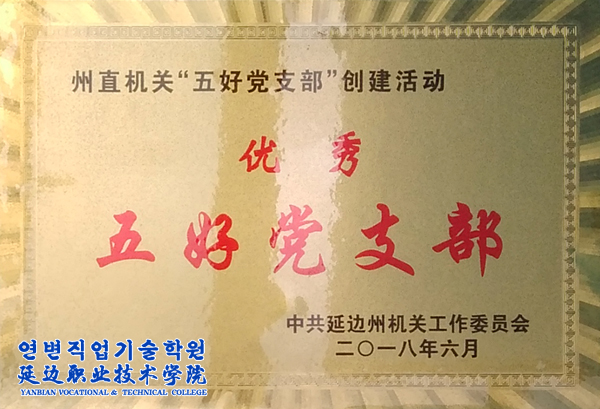 州直机关“五好党支部”创建活动
优秀
五好党支部
中共延边州机关工作委员会
二〇一八年六月
연변직업기술학원
延边职业技术学院
YANBIAN VOCATIONAL & TECHNICAL COLLEGE